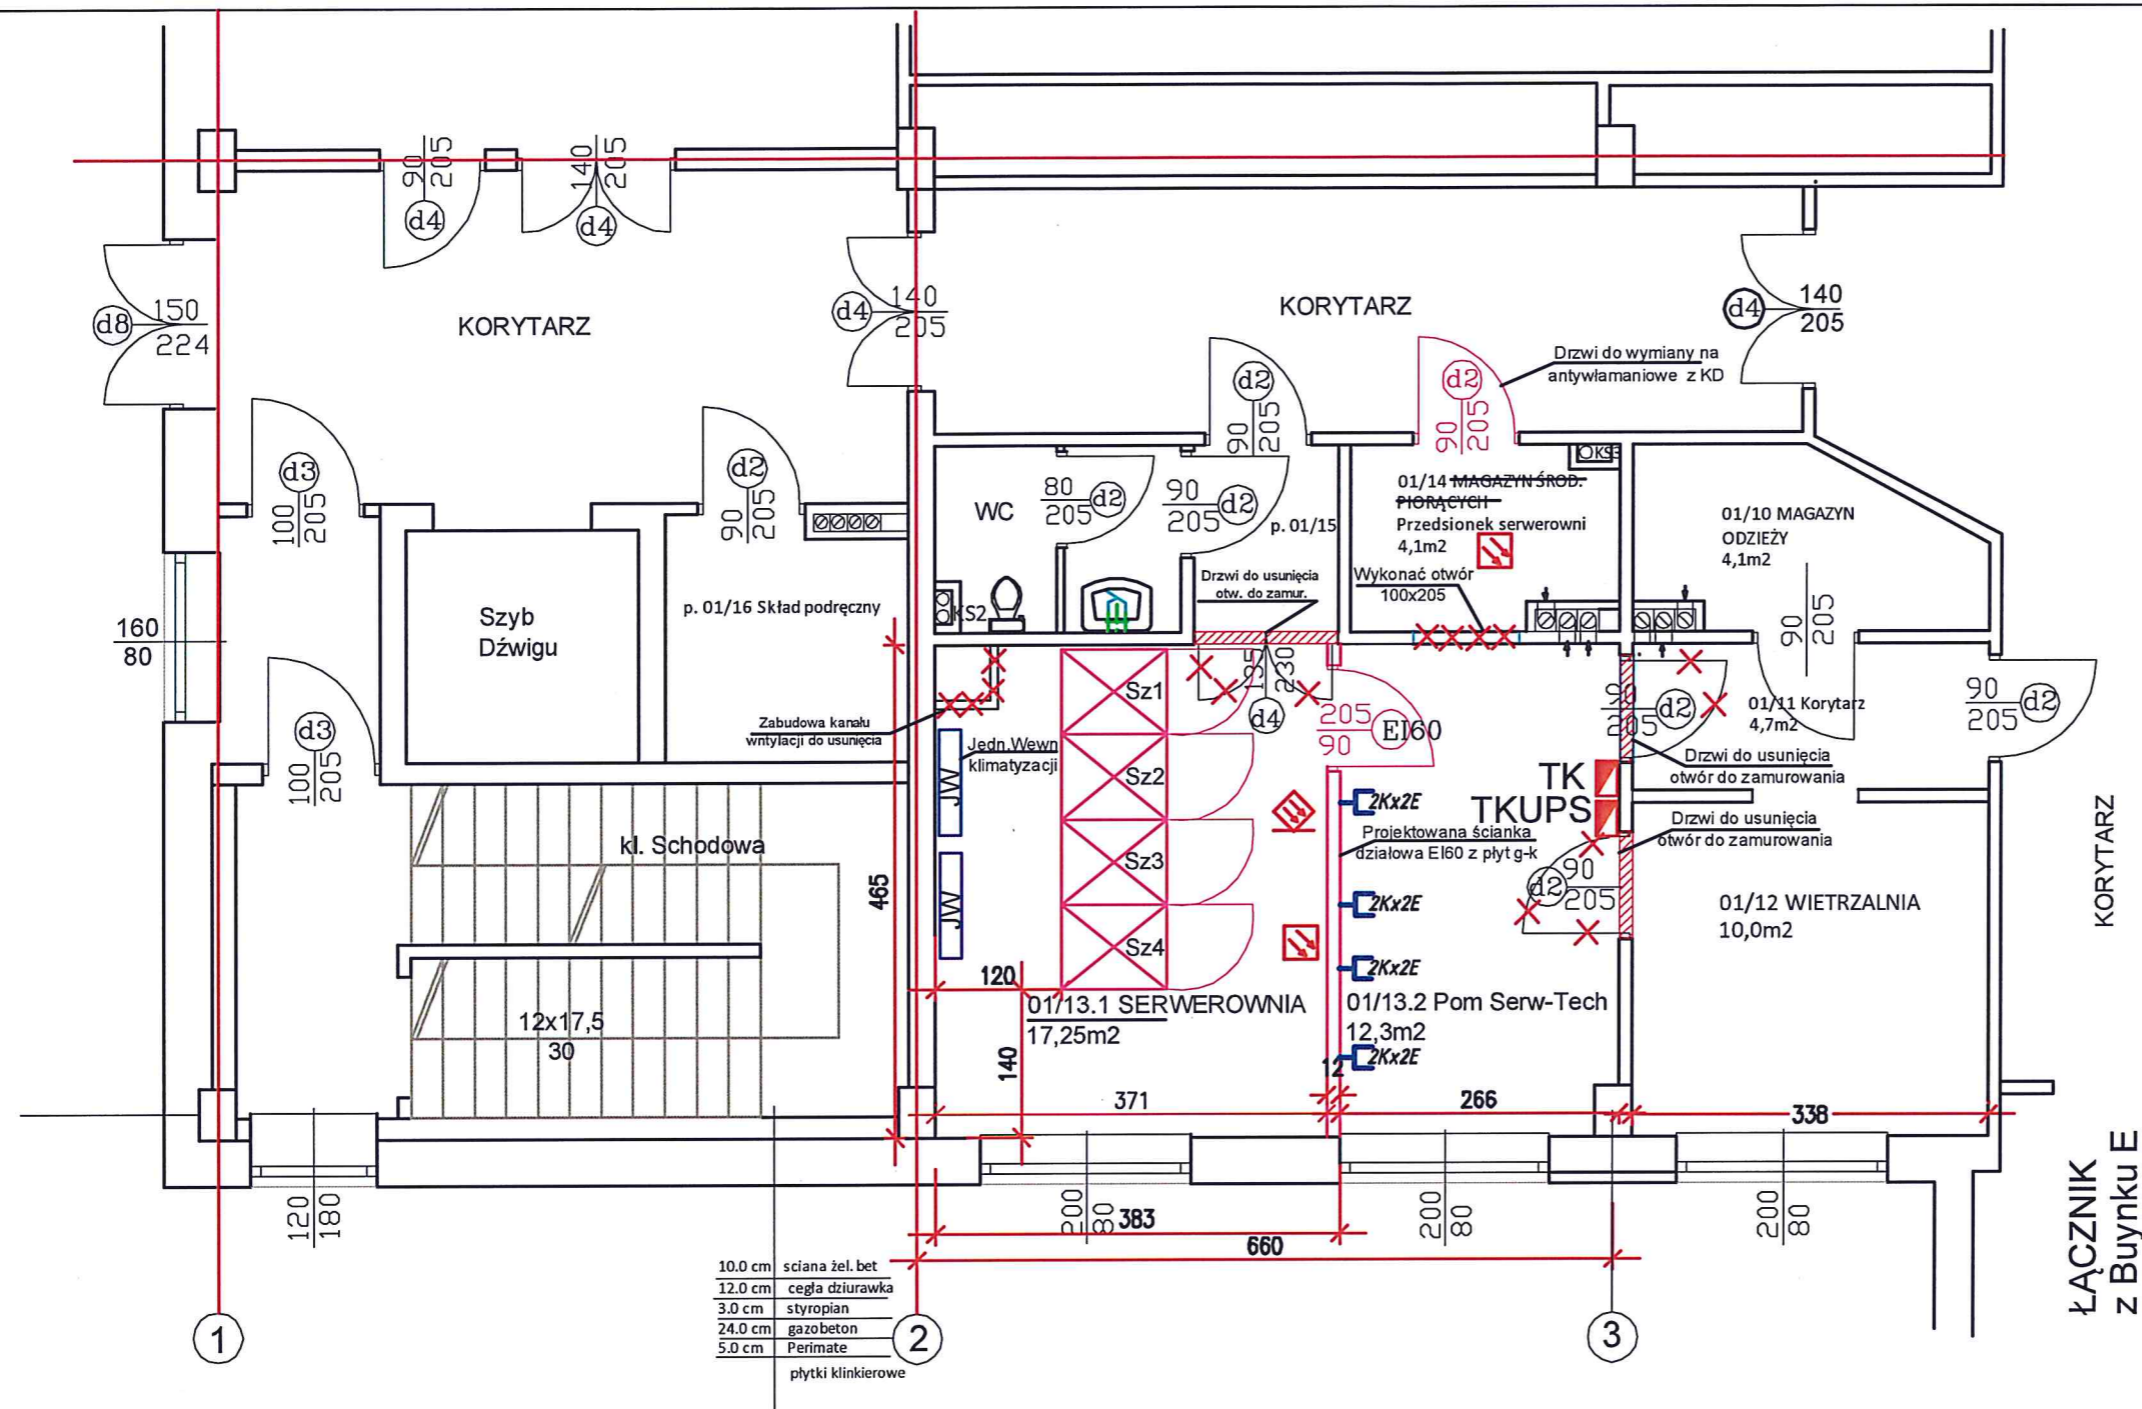 90
205
d4
140
205
d4
150
224
d8
KORYTARZ
140
205
d4
KORYTARZ
140
205
d4
Drzwi do wymiany na
antywłamaniowe z KD
d2
90
205
d2
90
205
d3
100
205
d2
90
205
WC
80
205
d2
90
205
d2
p. 01/15
01/14 MAGAZYN ŚROD.
PIORĄCYCH
Przedsionek serwerowni
4,1m2
01/10 MAGAZYN
ODZIEŻY
4,1m2
Drzwi do usunięcia
otw. do zamur.
Wykonać otwór
100x205
160
80
Szyb
Dźwigu
p. 01/16 Skład podręczny
KS2
90
205
d3
100
205
Zabudowa kanału
wntylacji do usunięcia
Jedn.Wewn
klimatyzacji
JW
JW
Sz1
Sz2
Sz3
Sz4
135
230
d4
205
90
EI60
90
205
d2
01/11 Korytarz
4,7m2
90
205
d2
Drzwi do usunięcia
otwór do zamurowania
TK
TKUPS
Drzwi do usunięcia
otwór do zamurowania
2Kx2E
Projektowana ścianka
działowa EI60 z płyt g-k
2Kx2E
2Kx2E
2Kx2E
d2
90
205
01/12 WIETRZALNIA
10,0m2
KORYTARZ
kl. Schodowa
465
12x17,5
30
120
140
01/13.1 SERWEROWNIA
17,25m2
01/13.2 Pom Serw-Tech
12,3m2
12
371
266
338
120
180
200
80
383
200
80
200
80
660
10.0 cm sciana żel. bet
12.0 cm cegła dziurawka
3.0 cm styropian
24.0 cm gazobeton
5.0 cm Perimate
płytki klinkierowe
1
2
3
ŁĄCZNIK
z Buynku E